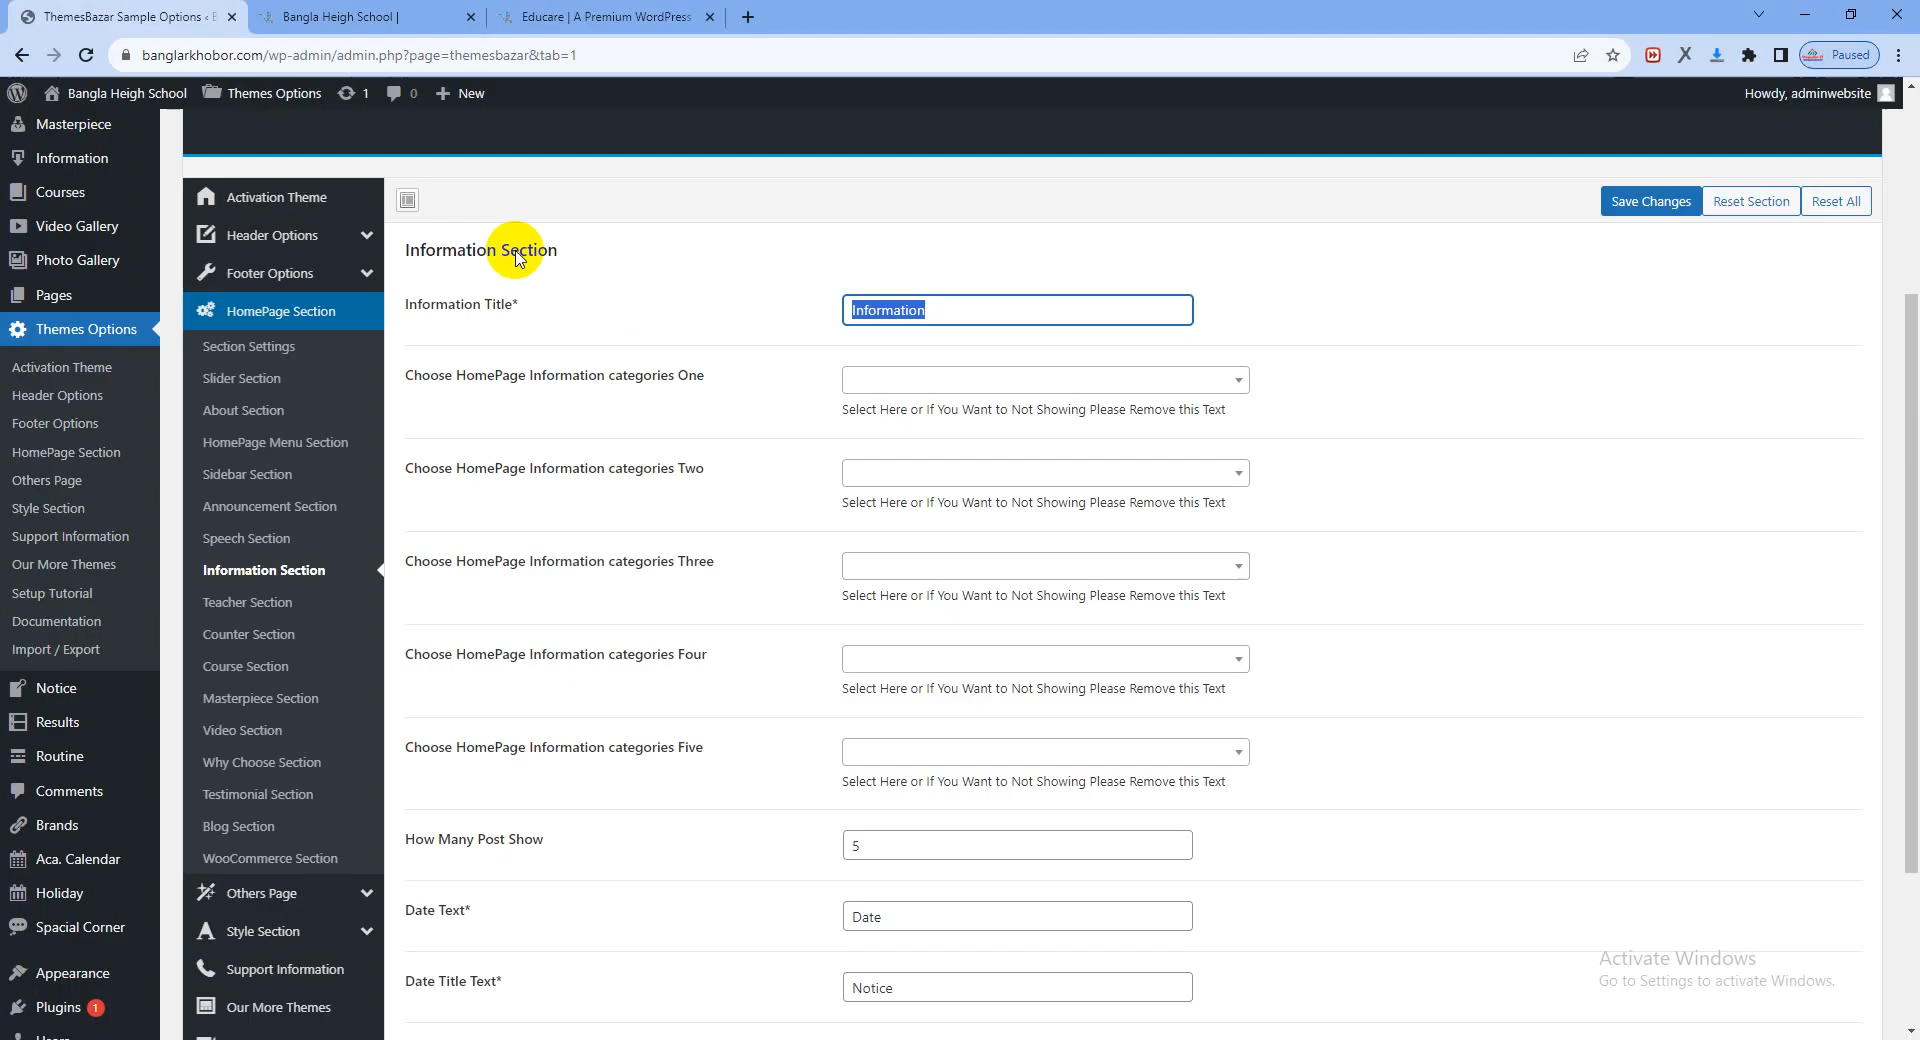 ThemesBazar Sample Options ‹ B
Bangla Heigh School |
Educare | A Premium WordPress
banglarkhobor.com/wp-admin/admin.php?page=themesbazar&tab=1
Paused
Bangla Heigh School
Themes Options
1
0
New
Howdy, adminwebsite
Masterpiece
Information
Courses
Video Gallery
Photo Gallery
Pages
Themes Options
Activation Theme
Header Options
Footer Options
HomePage Section
Others Page
Style Section
Support Information
Our More Themes
Setup Tutorial
Documentation
Import / Export
Notice
Results
Routine
Comments
Brands
Aca. Calendar
Holiday
Spacial Corner
Appearance
Plugins 1
Users
Activation Theme
Header Options
Footer Options
HomePage Section
Section Settings
Slider Section
About Section
HomePage Menu Section
Sidebar Section
Announcement Section
Speech Section
Information Section
Teacher Section
Counter Section
Course Section
Masterpiece Section
Video Section
Why Choose Section
Testimonial Section
Blog Section
WooCommerce Section
Others Page
Style Section
Support Information
Our More Themes
Save Changes
Reset Section
Reset All
Information Section
Information Title*
Information
Choose HomePage Information categories One
Select Here or If You Want to Not Showing Please Remove this Text
Choose HomePage Information categories Two
Select Here or If You Want to Not Showing Please Remove this Text
Choose HomePage Information categories Three
Select Here or If You Want to Not Showing Please Remove this Text
Choose HomePage Information categories Four
Select Here or If You Want to Not Showing Please Remove this Text
Choose HomePage Information categories Five
Select Here or If You Want to Not Showing Please Remove this Text
How Many Post Show
5
Date Text*
Date
Date Title Text*
Notice
Activate Windows
Go to Settings to activate Windows.